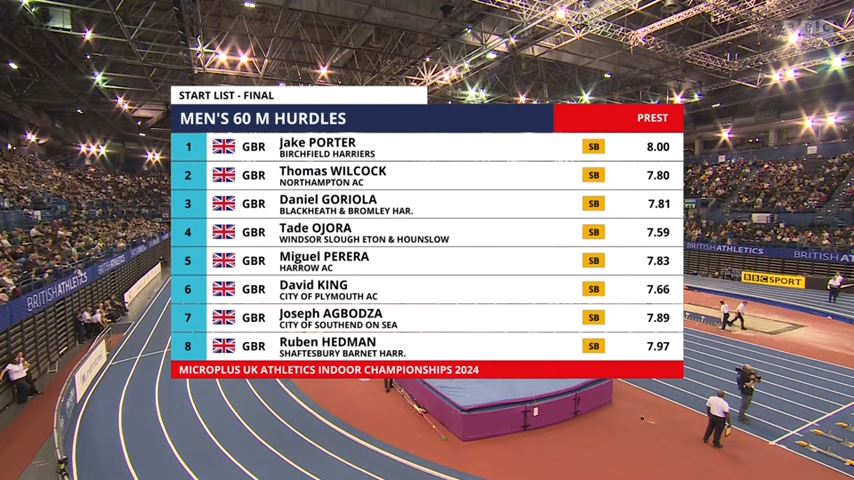 START LIST - FINAL
MEN'S 60 M HURDLES PREST
1 GBR Jake PORTER SB 8.00
BIRCHFIELD HARRIERS
2 GBR Thomas WILCOCK SB 7.80
NORTHAMPTON AC
3 GBR Daniel GORIOLA SB 7.81
BLACKHEATH & BROMLEY HAR.
4 GBR Tade OJORA SB 7.59
WINDSOR SLOUGH ETON & HOUNSLOW
5 GBR Miguel PERERA SB 7.83
HARROW AC
6 GBR David KING SB 7.66
CITY OF PLYMOUTH AC
7 GBR Joseph AGBODZA SB 7.89
CITY OF SOUTHEND ON SEA
8 GBR Ruben HEDMAN SB 7.97
SHAFTESBURY BARNET HARR.
MICROPLUS UK ATHLETICS INDOOR CHAMPIONSHIPS 2024
BRITISH ATHLETICS
BRITISH ATHLETICS
BRITISH ATHLETICS
BBC SPORT